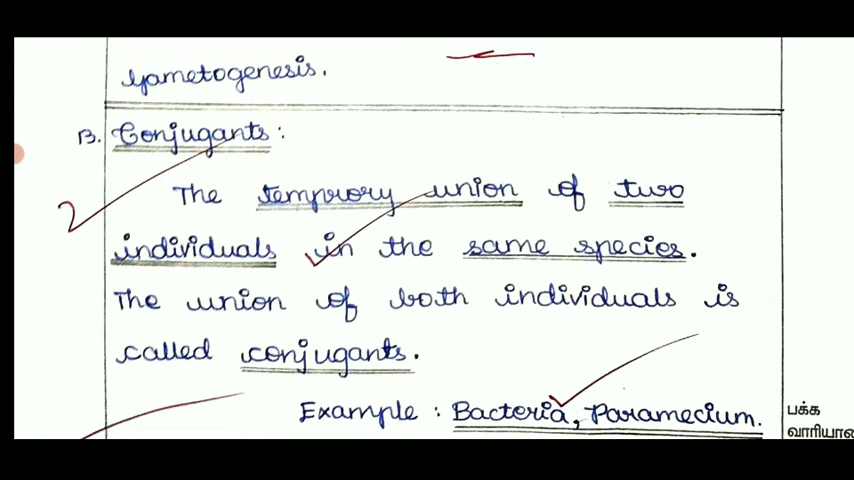 gametogenesis.
B. Conjugants:
2
The temprory union of two
individuals in the same species.
The union of both individuals is
called conjugants.
Example : Bacteria, Paramecium.
பக்க
வாரியான